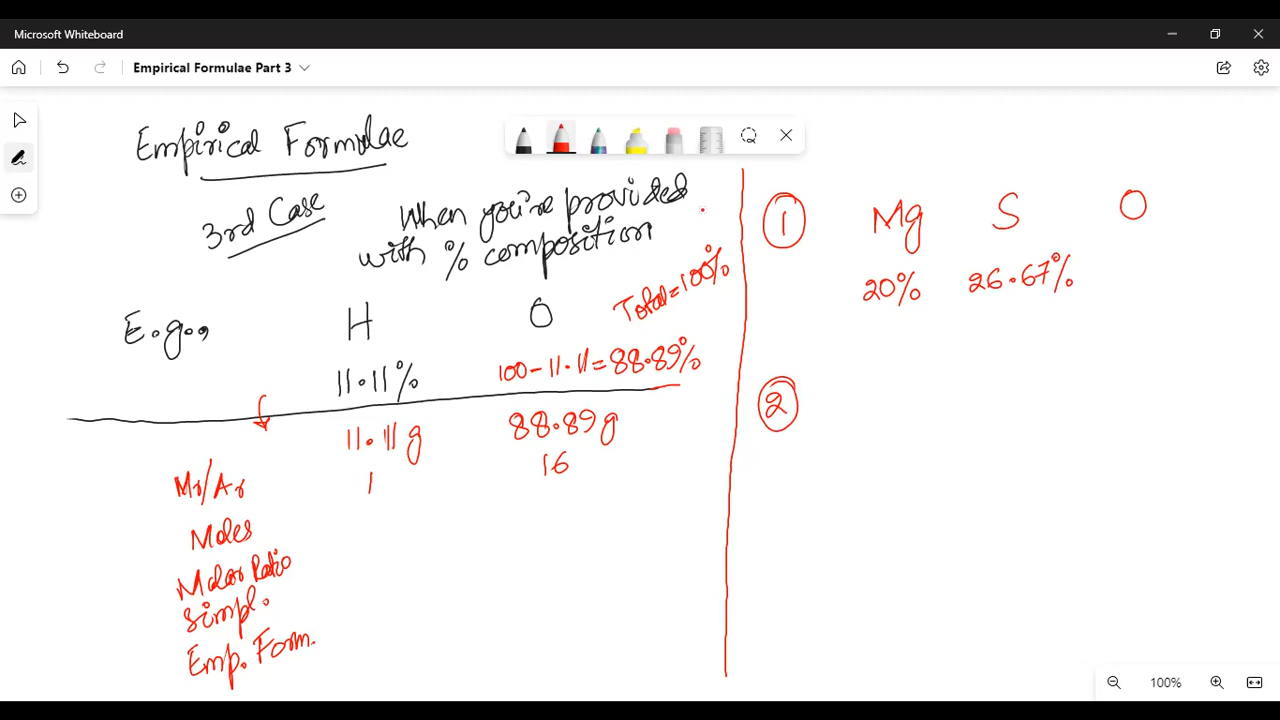 Microsoft Whiteboard
Empirical Formulae Part 3
Empirical Formulae
3rd Case
When you're provided
with % composition
Total = 100%
E.g.,
H
O
11.11%
100 - 11.11 = 88.89%
11.11 g
88.89 g
Mr/Ar
1
16
Moles
Molar Ratio
Simpl.
Emp. Form.
1
Mg
S
O
20%
26.67%
2
100%